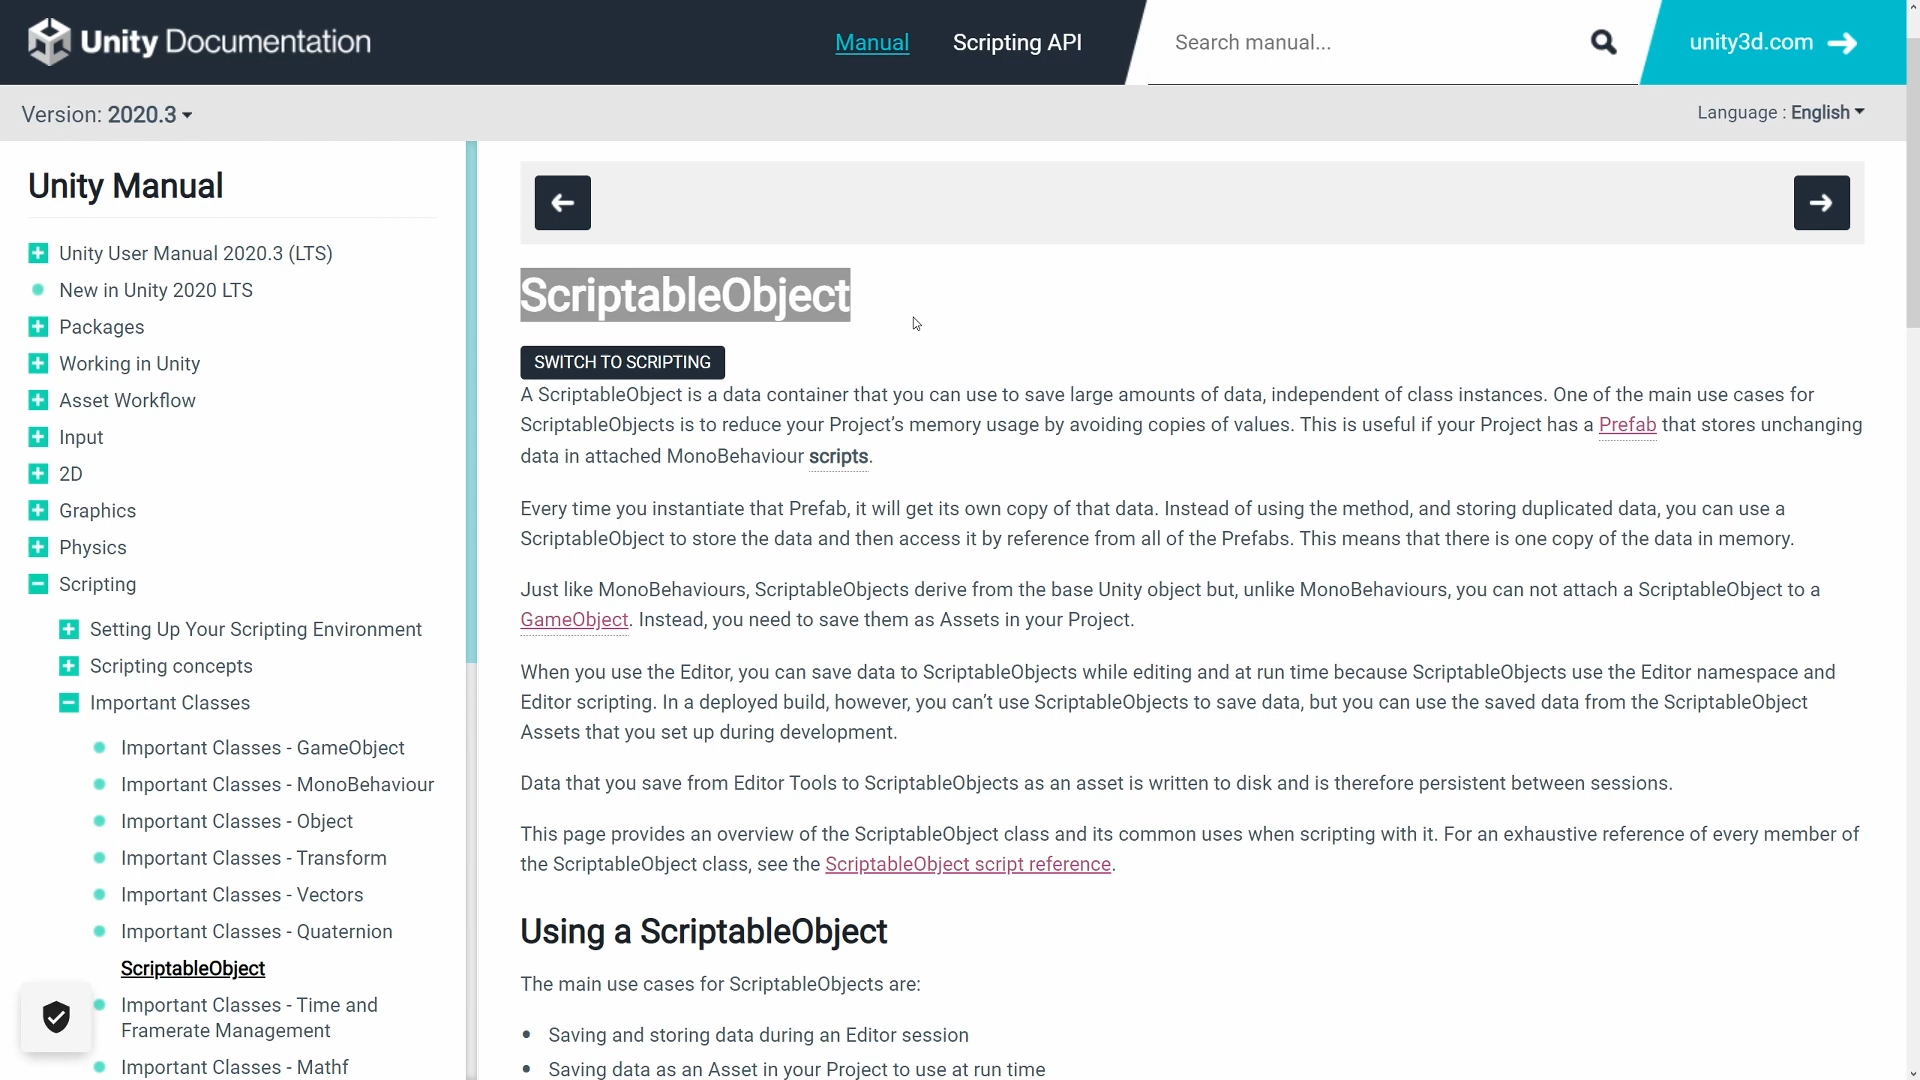 Unity Documentation
Manual
Scripting API
Search manual...
unity3d.com
Version: 2020.3
Language : English
Unity Manual
Unity User Manual 2020.3 (LTS)
New in Unity 2020 LTS
Packages
Working in Unity
Asset Workflow
Input
2D
Graphics
Physics
Scripting
Setting Up Your Scripting Environment
Scripting concepts
Important Classes
Important Classes - GameObject
Important Classes - MonoBehaviour
Important Classes - Object
Important Classes - Transform
Important Classes - Vectors
Important Classes - Quaternion
ScriptableObject
Important Classes - Time and
Framerate Management
Important Classes - Mathf
ScriptableObject
SWITCH TO SCRIPTING
A ScriptableObject is a data container that you can use to save large amounts of data, independent of class instances. One of the main use cases for
ScriptableObjects is to reduce your Project’s memory usage by avoiding copies of values. This is useful if your Project has a Prefab that stores unchanging
data in attached MonoBehaviour scripts.
Every time you instantiate that Prefab, it will get its own copy of that data. Instead of using the method, and storing duplicated data, you can use a
ScriptableObject to store the data and then access it by reference from all of the Prefabs. This means that there is one copy of the data in memory.
Just like MonoBehaviours, ScriptableObjects derive from the base Unity object but, unlike MonoBehaviours, you can not attach a ScriptableObject to a
GameObject. Instead, you need to save them as Assets in your Project.
When you use the Editor, you can save data to ScriptableObjects while editing and at run time because ScriptableObjects use the Editor namespace and
Editor scripting. In a deployed build, however, you can’t use ScriptableObjects to save data, but you can use the saved data from the ScriptableObject
Assets that you set up during development.
Data that you save from Editor Tools to ScriptableObjects as an asset is written to disk and is therefore persistent between sessions.
This page provides an overview of the ScriptableObject class and its common uses when scripting with it. For an exhaustive reference of every member of
the ScriptableObject class, see the ScriptableObject script reference.
Using a ScriptableObject
The main use cases for ScriptableObjects are:
• Saving and storing data during an Editor session
• Saving data as an Asset in your Project to use at run time